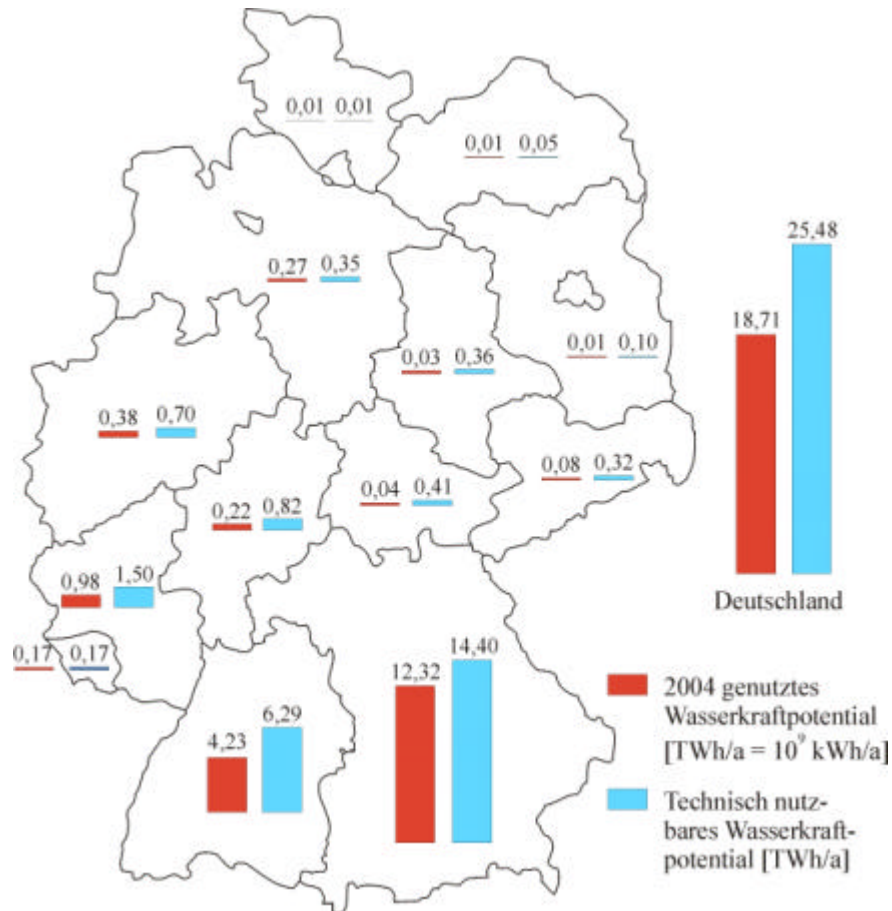 0,01 0,01
0,01 0,05
25,48
0,27 0,35
18,71
0,01 0,10
0,03 0,36
0,38 0,70
0,08 0,32
0,04 0,41
0,22 0,82
0,98 1,50
Deutschland
0,17 0,17
14,40
12,32
6,29
4,23
2004 genutztes
Wasserkraftpotential
[TWh/a = 10⁹ kWh/a]
Technisch nutz-
bares Wasserkraft-
potential [TWh/a]